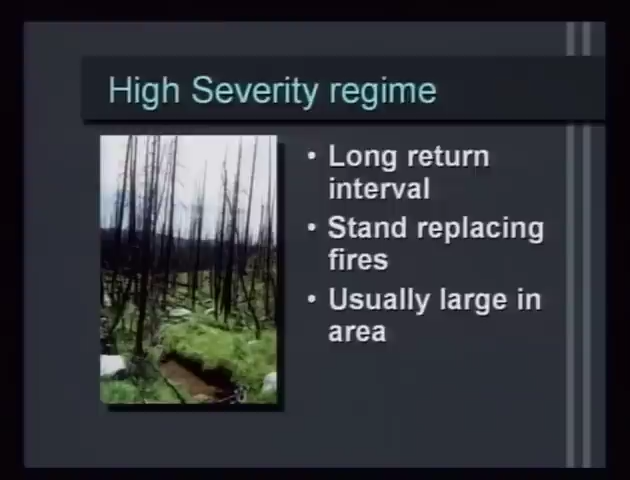 High Severity regime
• Long return
interval
• Stand replacing
fires
• Usually large in
area